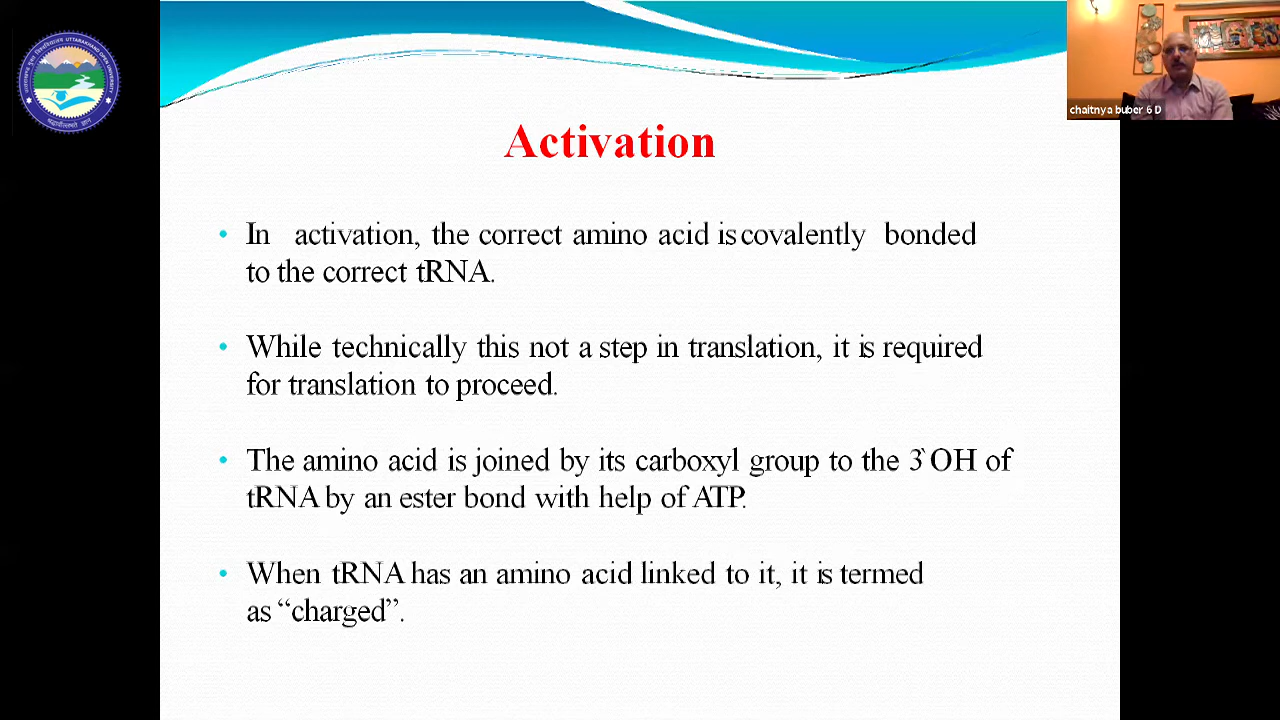 UTTARAKHAND OPEN UNIVERSITY
chaitnya buber 6 D
Activation
• In activation, the correct amino acid is covalently bonded
to the correct tRNA.
• While technically this not a step in translation, it is required
for translation to proceed.
• The amino acid is joined by its carboxyl group to the 3`OH of
tRNA by an ester bond with help of ATP.
• When tRNA has an amino acid linked to it, it is termed
as “charged”.